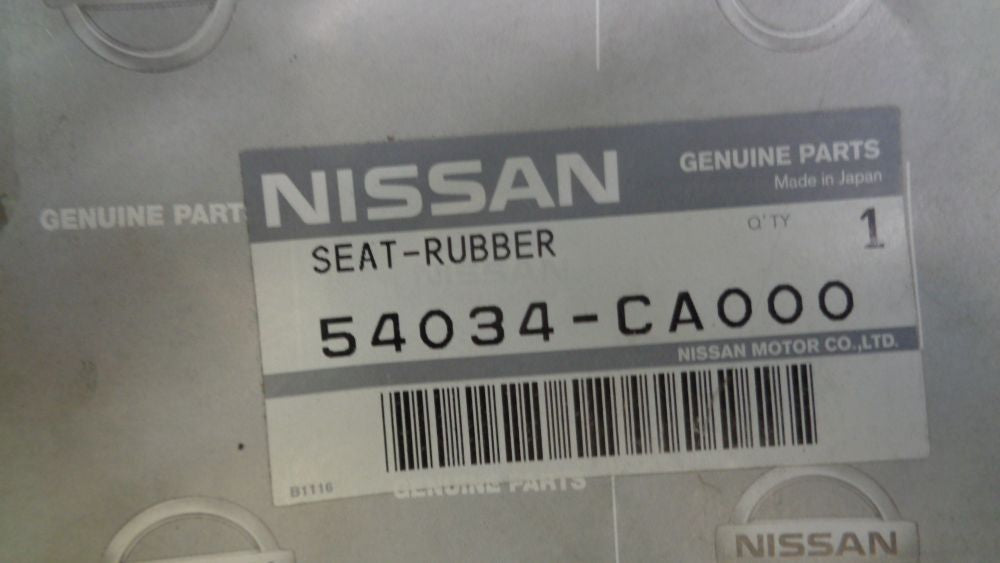 NISSAN
GENUINE PARTS
Made in Japan
GENUINE PART
SEAT-RUBBER
Q'TY 1
54034-CA000
NISSAN MOTOR CO.,LTD.
B1116
GENUINE PARTS
NISSAN